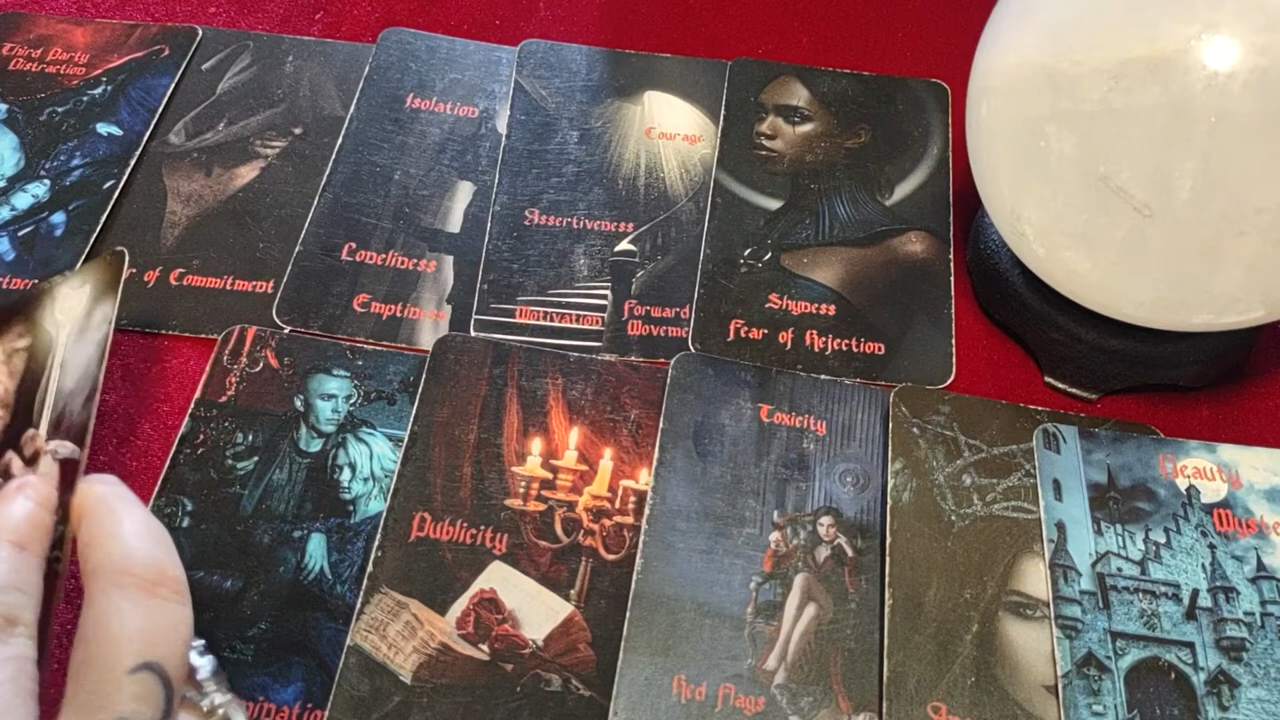 Third Party
Distraction
of Commitment
Isolation
Loneliness
Emptiness
Courage
Assertiveness
Motivation
Forward
Shyness
Fear of Rejection
Publicity
Toxicity
Red Flags
Beauty